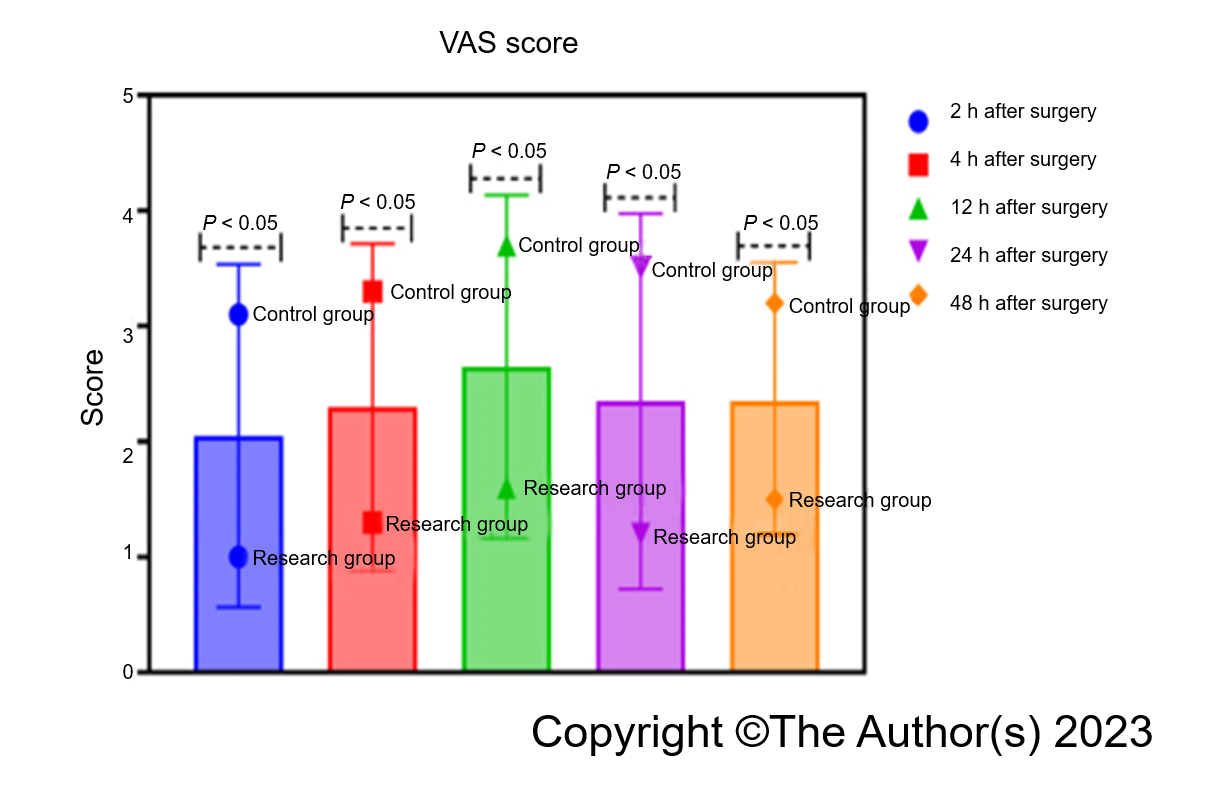 VAS score
5
4
3
2
1
0
Score
P < 0.05
P < 0.05
P < 0.05
P < 0.05
P < 0.05
Control group
Control group
Control group
Control group
Control group
Research group
Research group
Research group
Research group
Research group
2 h after surgery
4 h after surgery
12 h after surgery
24 h after surgery
48 h after surgery
Copyright ©The Author(s) 2023